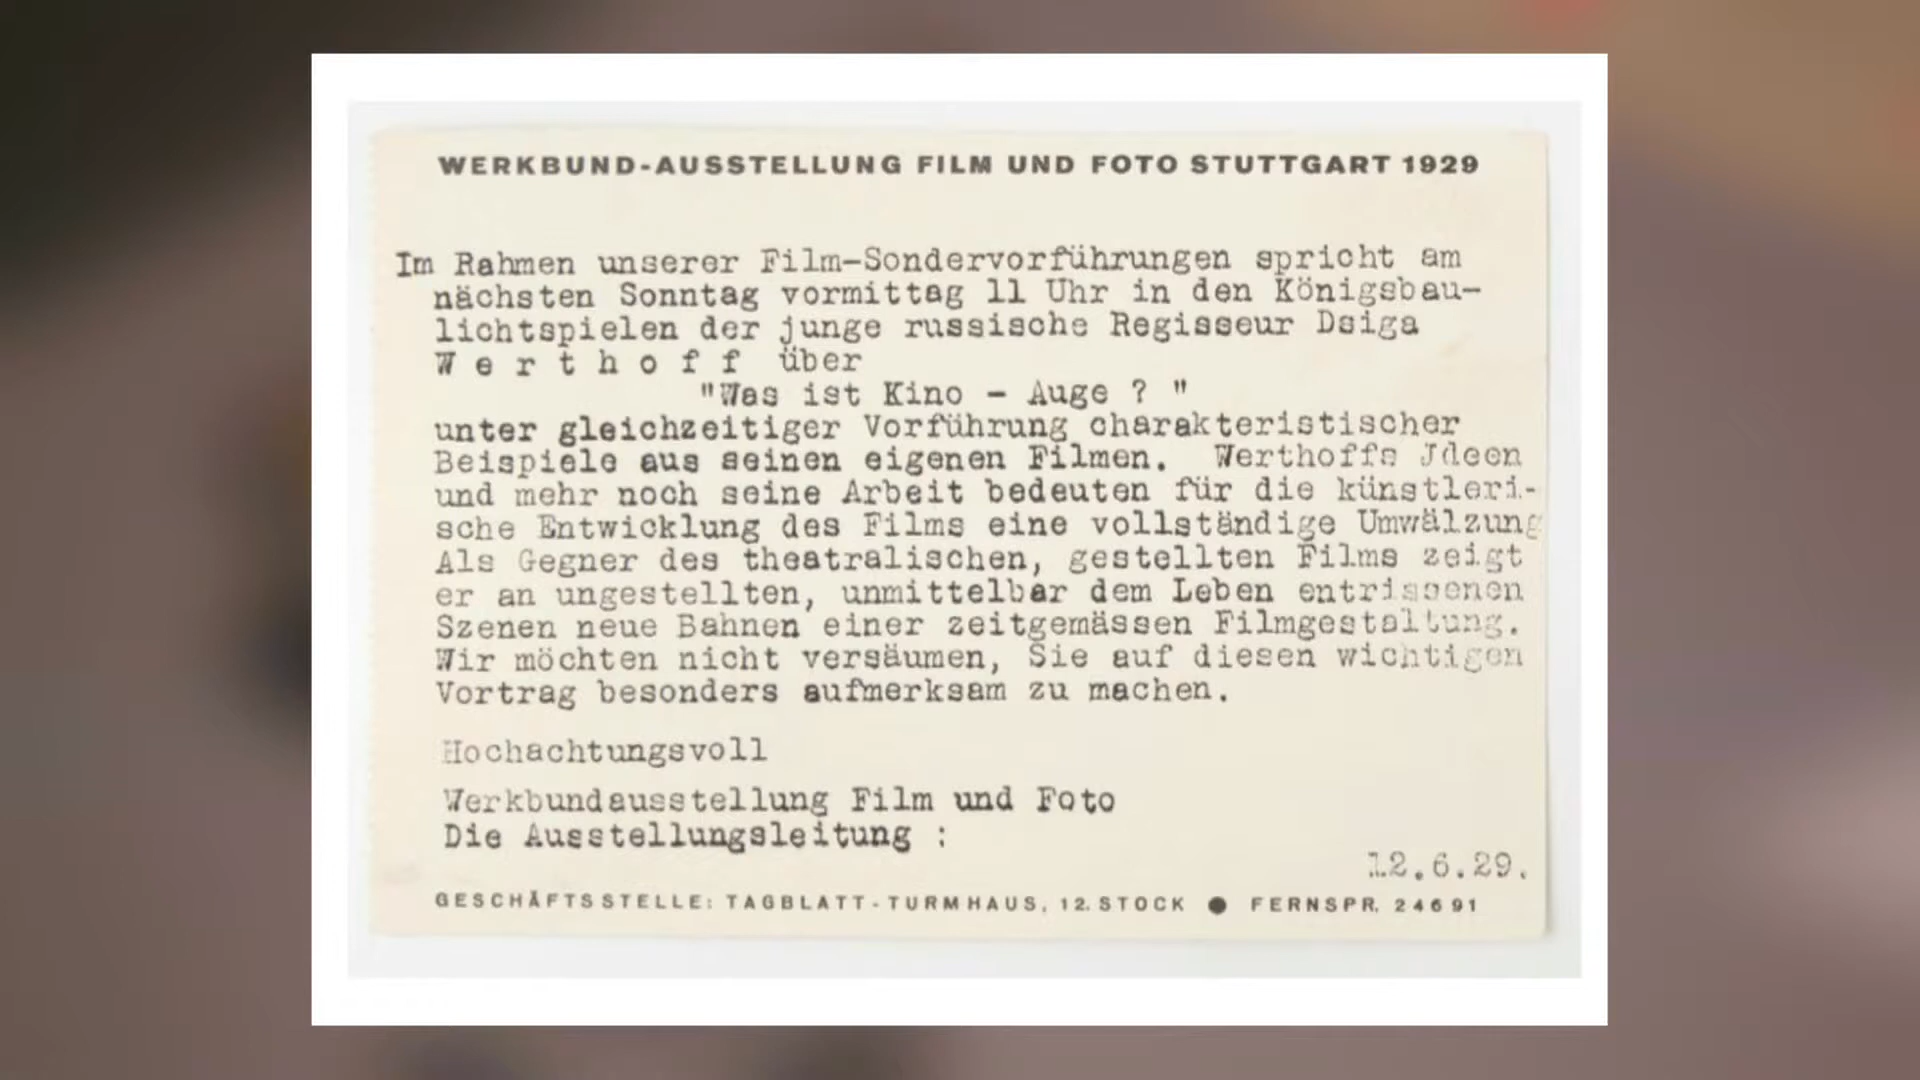 WERKBUND-AUSSTELLUNG FILM UND FOTO STUTTGART 1929
Im Rahmen unserer Film-Sondervorführungen spricht am
nächsten Sonntag vormittag 11 Uhr in den Königsbau-
lichtspielen der junge russische Regisseur Dsiga
W e r t h o f f über
"Was ist Kino - Auge ? "
unter gleichzeitiger Vorführung charakteristischer
Beispiele aus seinen eigenen Filmen. Werthoffs Jdeen
und mehr noch seine Arbeit bedeuten für die künstleri-
sche Entwicklung des Films eine vollständige Umwälzung
Als Gegner des theatralischen, gestellten Films zeigt
er an ungestellten, unmittelbar dem Leben entrissenen
Szenen neue Bahnen einer zeitgemässen Filmgestaltung.
Wir möchten nicht versäumen, Sie auf diesen wichtigen
Vortrag besonders aufmerksam zu machen.
Hochachtungsvoll
Werkbundausstellung Film und Foto
Die Ausstellungsleitung :
12.6.29.
GESCHÄFTSSTELLE: TAGBLATT-TURMHAUS, 12. STOCK ● FERNSPR. 24691